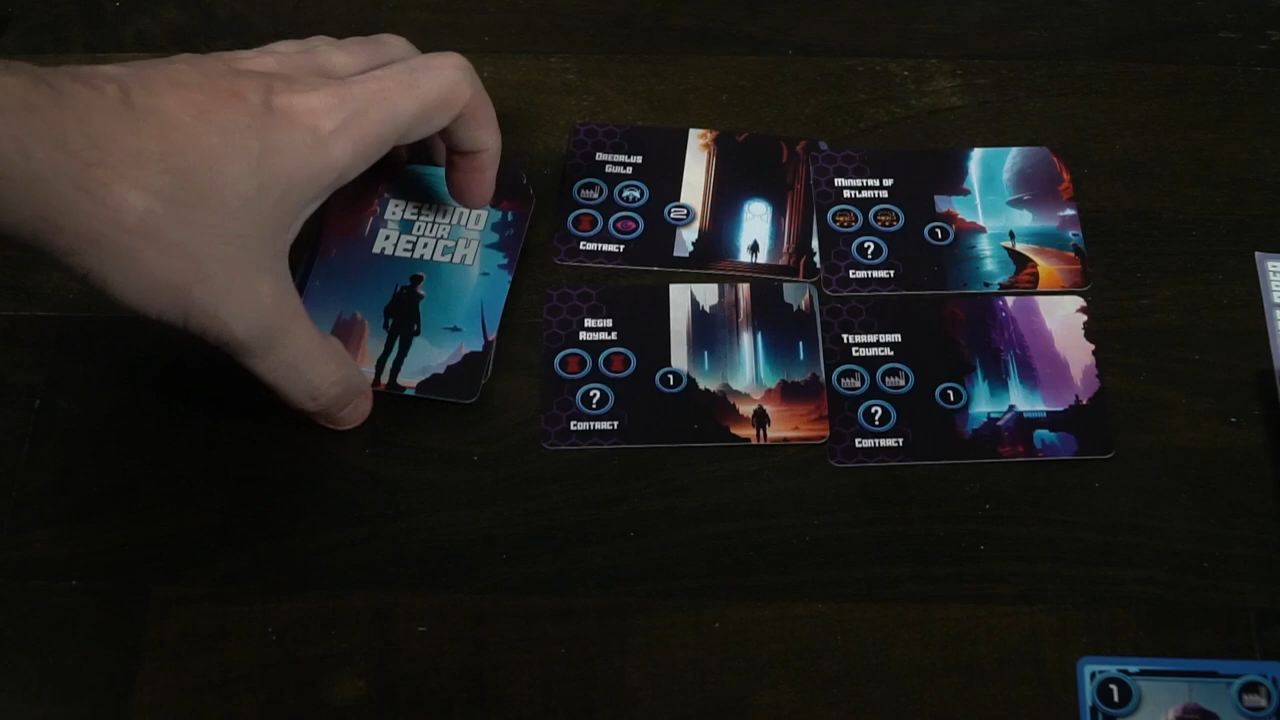 BEYOND
OUR
REACH
DAEDALUS
GUILD
2
CONTRACT
MINISTRY OF
ATLANTIS
1
?
CONTRACT
AEGIS
ROYALE
1
?
CONTRACT
TERRAFORM
COUNCIL
1
?
CONTRACT
1